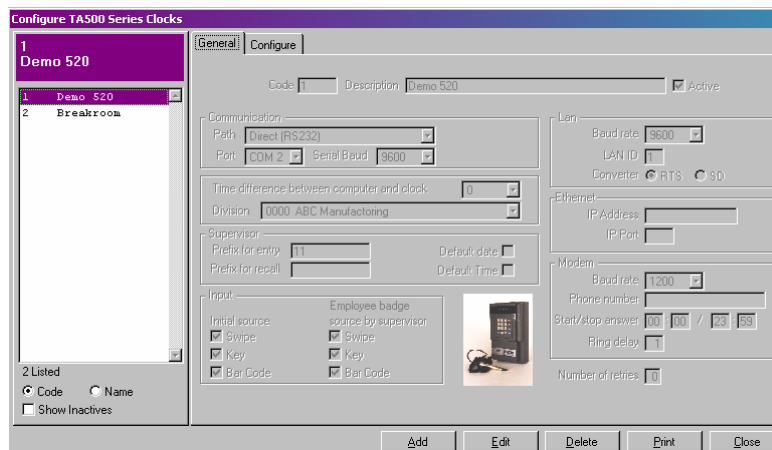 Configure TA500 Series Clocks
1
Demo 520
1 Demo 520
2 Breakroom
2 Listed
Code Name
Show Inactives
General Configure
Code 1 Description Demo 520 Active
Communication
Path Direct (RS232)
Port COM 2 Serial Baud 9600
Time difference between computer and clock 0
Division 0000 ABC Manufactoring
Supervisor
Prefix for entry 11 Default date
Prefix for recall Default Time
Input
Initial source
Employee badge
source by supervisor
Swipe Swipe
Key Key
Bar Code Bar Code
Lan
Baud rate 9600
LAN ID 1
Converter RTS SD
Ethernet
IP Address
IP Port
Modem
Baud rate 1200
Phone number
Start/stop answer 00 : 00 / 23 : 59
Ring delay 1
Number of retries 0
Add Edit Delete Print Close